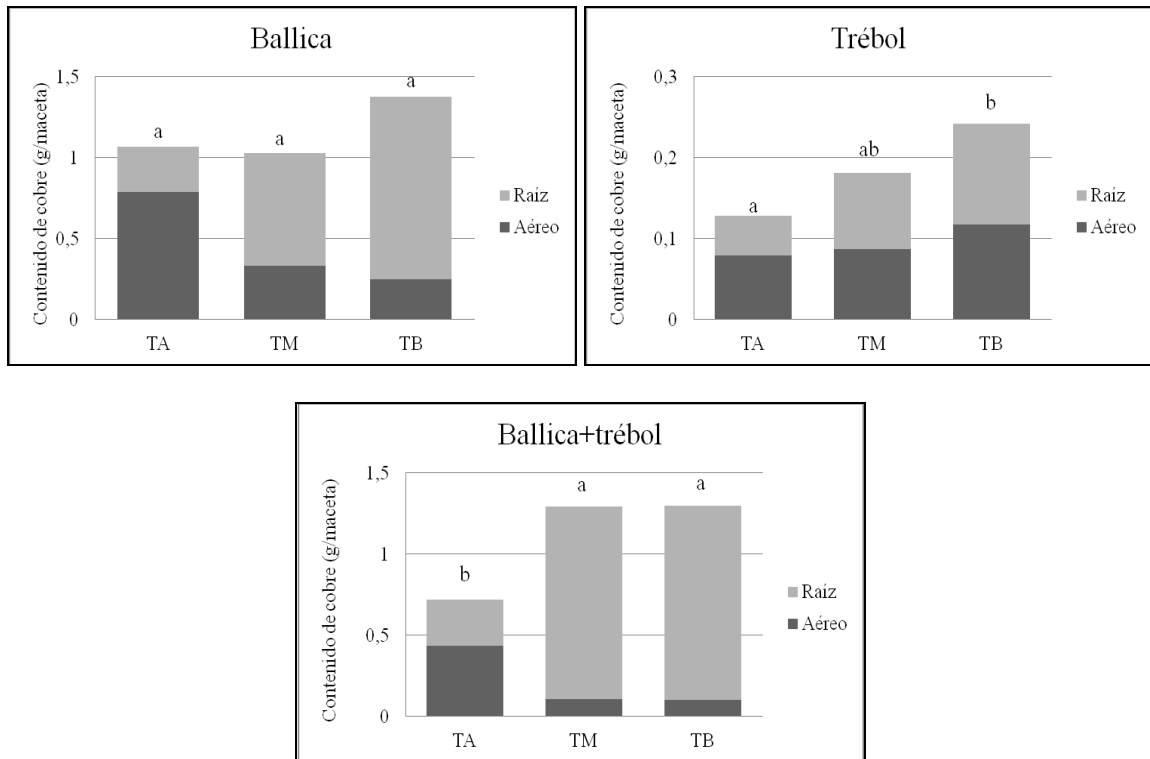 Ballica
Contenido de cobre (g/maceta)
1,5
1
0,5
0
a
a
a
TA
TM
TB
Raíz
Aéreo
Trébol
Contenido de cobre (g/maceta)
0,3
0,2
0,1
0
a
ab
b
TA
TM
TB
Raíz
Aéreo
Ballica+trébol
Contenido de cobre (g/maceta)
1,5
1
0,5
0
b
a
a
TA
TM
TB
Raíz
Aéreo